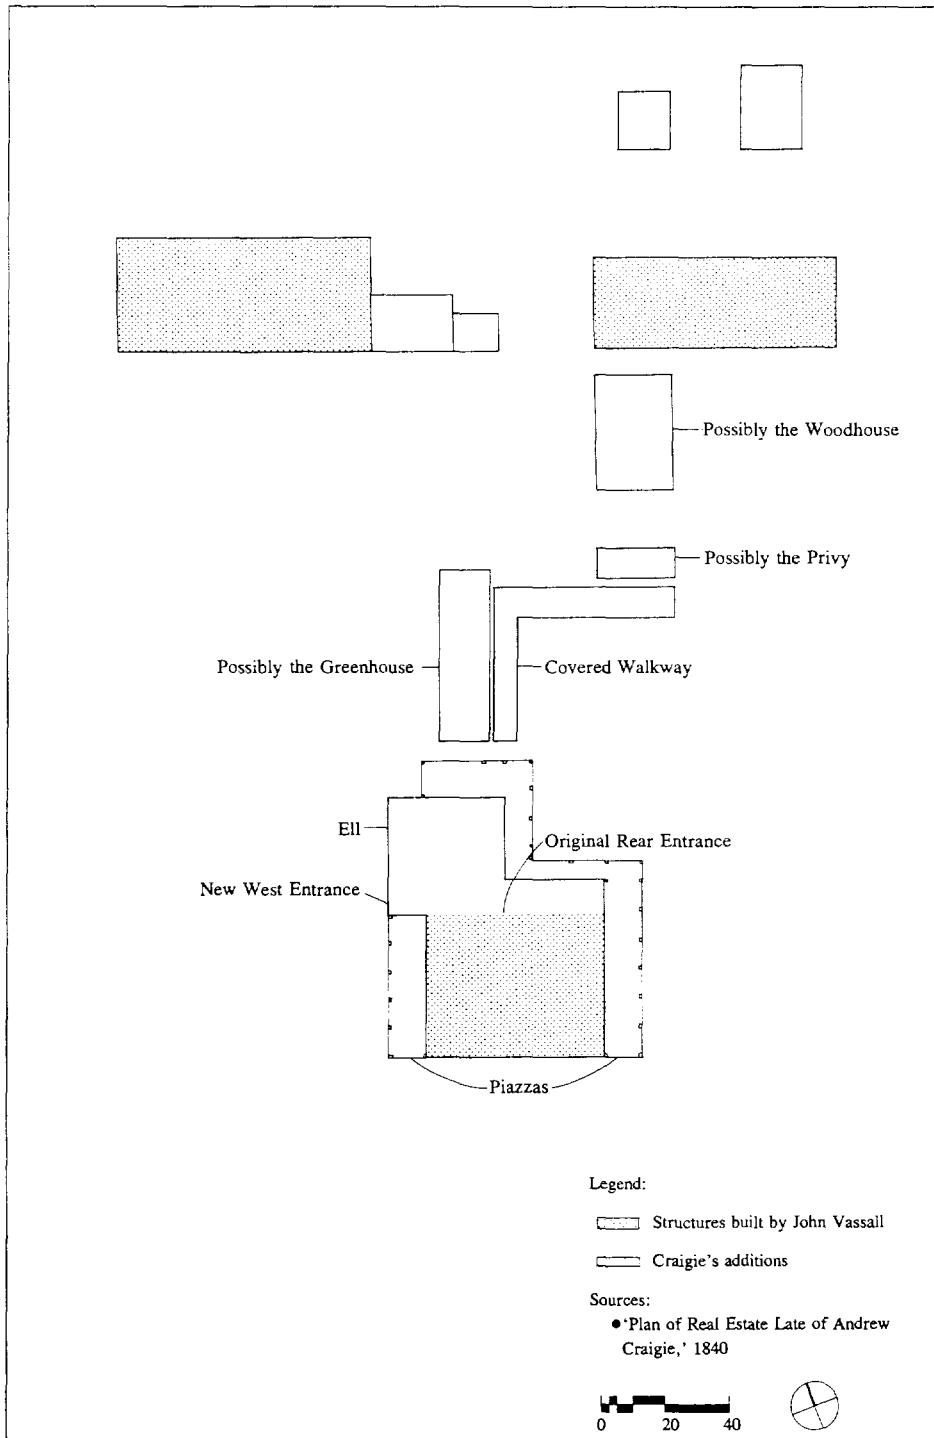 Possibly the Woodhouse
Possibly the Privy
Possibly the Greenhouse
Covered Walkway
Ell
Original Rear Entrance
New West Entrance
Piazzas
Legend:
Structures built by John Vassall
Craigie's additions
Sources:
●'Plan of Real Estate Late of Andrew
Craigie,' 1840
0 20 40